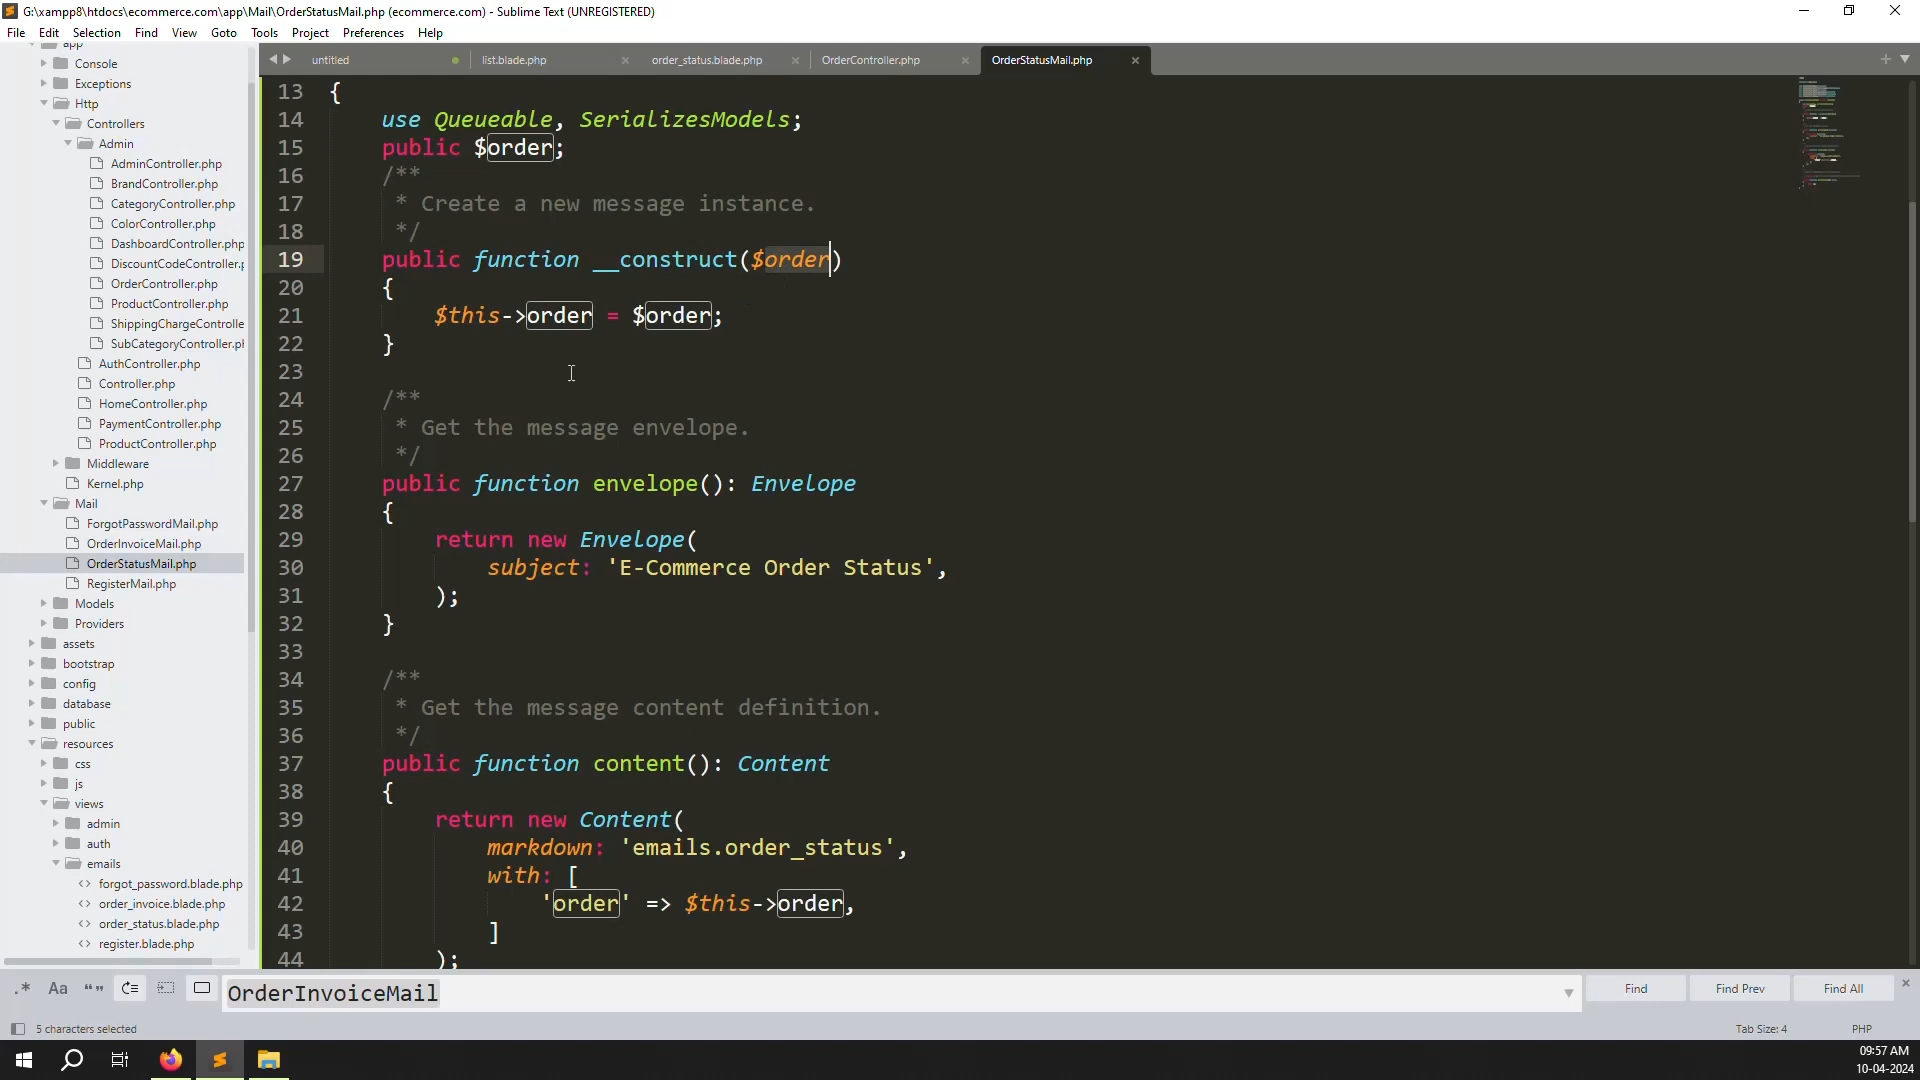 G:\xampp8\htdocs\ecommerce.com\app\Mail\OrderStatusMail.php (ecommerce.com) - Sublime Text (UNREGISTERED)
File Edit Selection Find View Goto Tools Project Preferences Help
untitled list.blade.php order_status.blade.php OrderController.php OrderStatusMail.php
app
Console
Exceptions
Http
Controllers
Admin
AdminController.php
BrandController.php
CategoryController.php
ColorController.php
DashboardController.php
DiscountCodeController.p
OrderController.php
ProductController.php
ShippingChargeControlle
SubCategoryController.ph
AuthController.php
Controller.php
HomeController.php
PaymentController.php
ProductController.php
Middleware
Kernel.php
Mail
ForgotPasswordMail.php
OrderInvoiceMail.php
OrderStatusMail.php
RegisterMail.php
Models
Providers
assets
bootstrap
config
database
public
resources
css
js
views
admin
auth
emails
forgot_password.blade.php
order_invoice.blade.php
order_status.blade.php
register.blade.php
13 {
14 use Queueable, SerializesModels;
15 public $order;
16 /**
17 * Create a new message instance.
18 */
19 public function __construct($order)
20 {
21 $this->order = $order;
22 }
23
24 /**
25 * Get the message envelope.
26 */
27 public function envelope(): Envelope
28 {
29 return new Envelope(
30 subject: 'E-Commerce Order Status',
31 );
32 }
33
34 /**
35 * Get the message content definition.
36 */
37 public function content(): Content
38 {
39 return new Content(
40 markdown: 'emails.order_status',
41 with: [
42 'order' => $this->order,
43 ]
44 );
.* Aa “” OrderInvoiceMail Find Find Prev Find All
5 characters selected Tab Size: 4 PHP
09:57 AM
10-04-2024